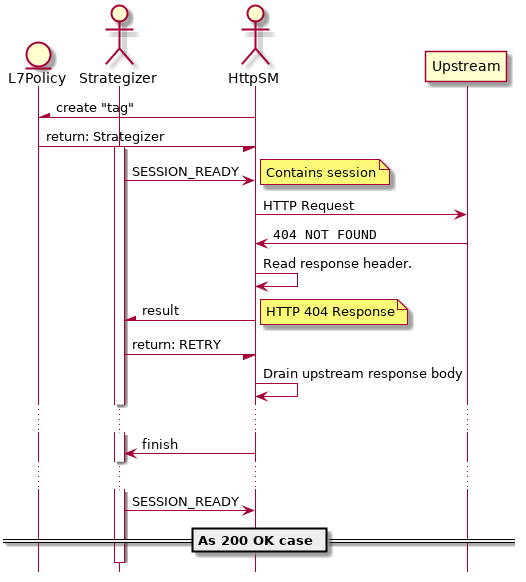 L7Policy Strategizer HttpSM Upstream
create "tag"
return: Strategizer
SESSION_READY Contains session
HTTP Request
404 NOT FOUND
Read response header.
result HTTP 404 Response
return: RETRY
Drain upstream response body
finish
SESSION_READY
As 200 OK case